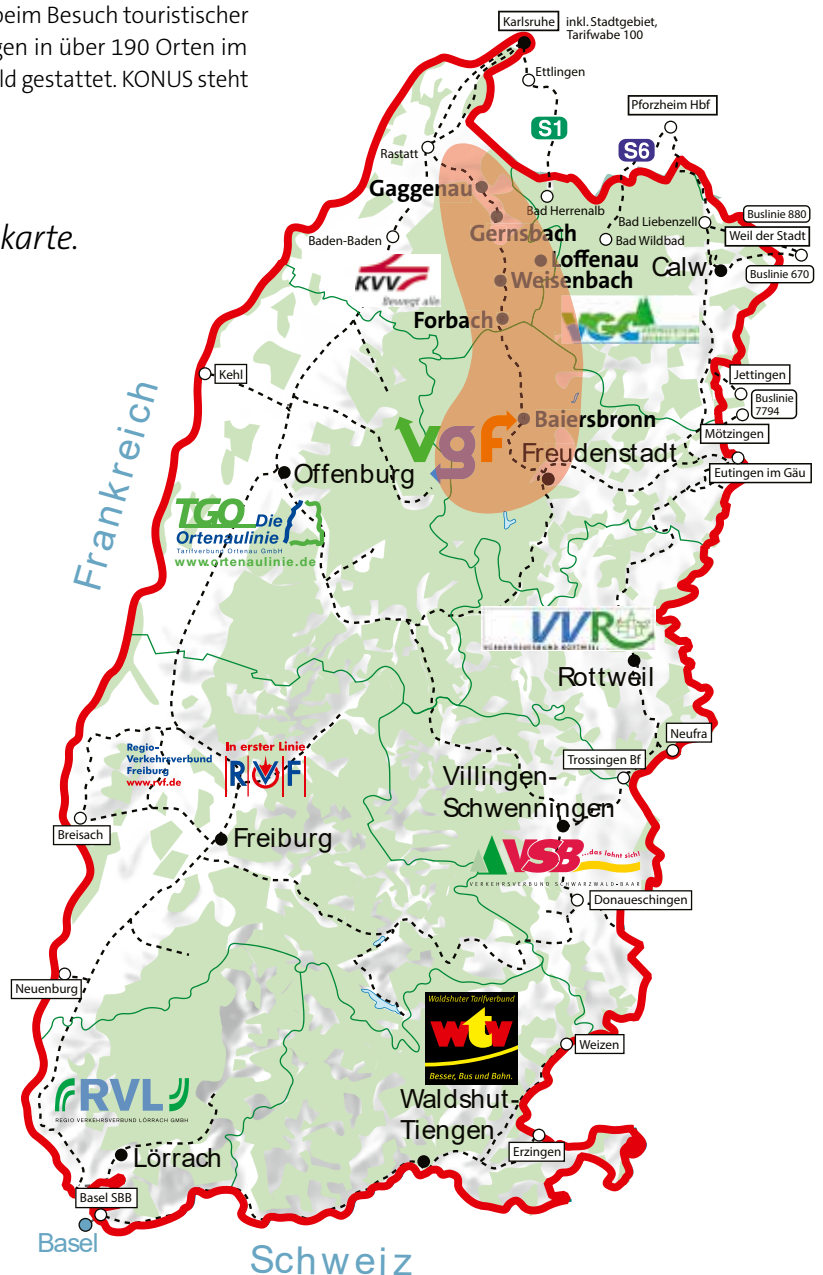 beim Besuch touristischer
gen in über 190 Orten im
ld gestattet. KONUS steht
karte.
Karlsruhe
inkl. Stadtgebiet,
Tarifwabe 100
Ettlingen
Pforzheim Hbf
S1
S6
Rastatt
Gaggenau
Bad Herrenalb
Gernsbach
Bad Liebenzell
Buslinie 880
Weil der Stadt
Bad Wildbad
Baden-Baden
Loffenau
Calw
Buslinie 670
KVV
Bewegt alle
Weisenbach
Forbach
VGC
Kehl
Jettingen
Buslinie
7794
Mötzingen
Baiersbronn
vgf
Freudenstadt
Eutingen im Gäu
Offenburg
Frankreich
TGO Die
Ortenaulinie
Tarifverbund Ortenau GmbH
www.ortenaulinie.de
VVR
Rottweil
Neufra
Trossingen Bf
Regio-
Verkehrsverbund
Freiburg
www.rvf.de
In erster Linie
RVF
Villingen-
Schwenningen
Breisach
Freiburg
VSB ...das lohnt sich!
VERKEHRSVERBUND SCHWARZWALD-BAAR
Donaueschingen
Neuenburg
Waldshuter Tarifverbund
wtv
Besser, Bus und Bahn.
Weizen
RVL
REGIO VERKEHRSVERBUND LÖRRACH GMBH
Waldshut-
Tiengen
Erzingen
Lörrach
Basel SBB
Basel
Schweiz